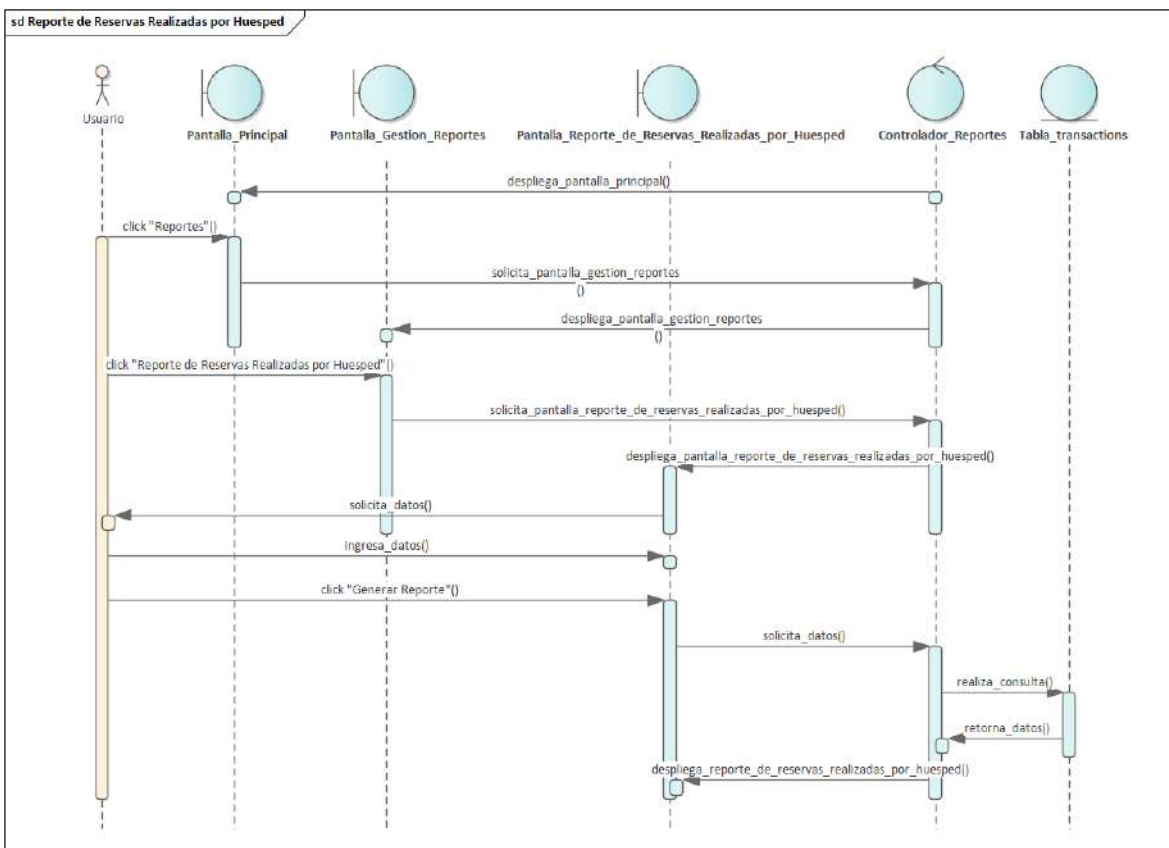 sd Reporte de Reservas Realizadas por Huesped
Usuario
Pantalla_Principal
Pantalla_Gestion_Reportes
Pantalla_Reporte_de_Reservas_Realizadas_por_Huesped
Controlador_Reportes
Tabla_transactions
despliega_pantalla_principal()
click "Reportes"()
solicita_pantalla_gestion_reportes
()
despliega_pantalla_gestion_reportes
()
click "Reporte de Reservas Realizadas por Huesped"()
solicita_pantalla_reporte_de_reservas_realizadas_por_huesped()
despliega_pantalla_reporte_de_reservas_realizadas_por_huesped()
solicita_datos()
ingresa_datos()
click "Generar Reporte"()
solicita_datos()
realiza_consulta()
retorna_datos()
despliega_reporte_de_reservas_realizadas_por_huesped()